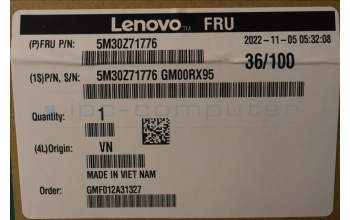 Lenovo™ FRU
(P)FRU P/N: 5M30Z71776
2022-11-05 05:32:08
36/100
(1S)P/N, S/N: 5M30Z71776 GM00RX95
Quantity: 1
(4L)Origin: VN
MADE IN VIET NAM
Order: GMF012A31327